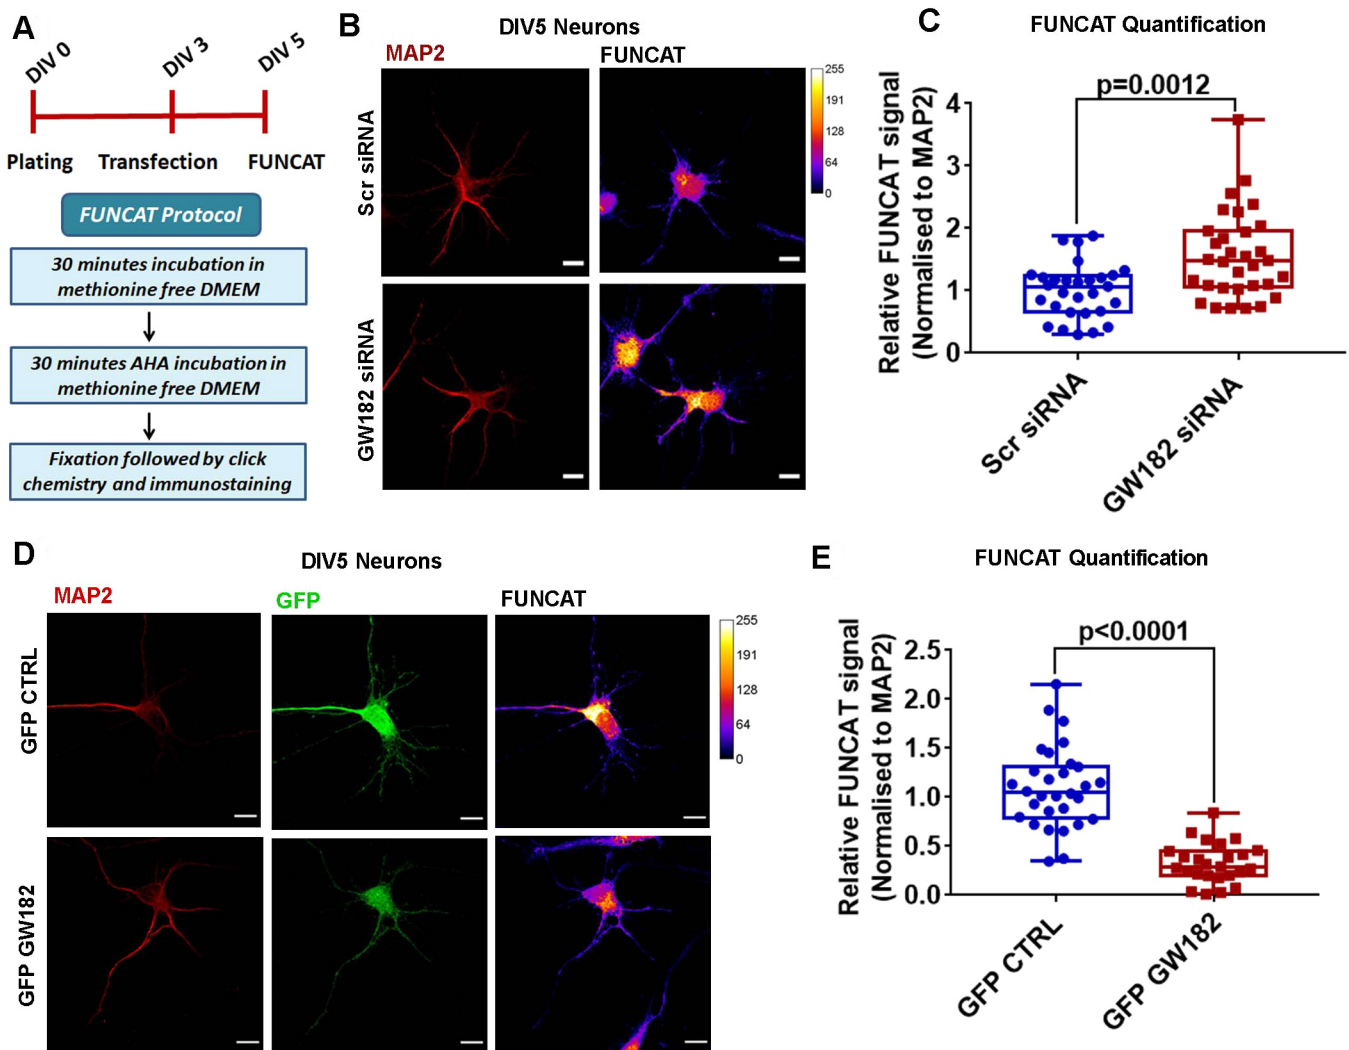 A
DIV 0
DIV 3
DIV 5
Plating
Transfection
FUNCAT
FUNCAT Protocol
30 minutes incubation in
methionine free DMEM
30 minutes AHA incubation in
methionine free DMEM
Fixation followed by click
chemistry and immunostaining
B
DIV5 Neurons
MAP2
FUNCAT
Scr siRNA
GW182 siRNA
255
191
128
64
0
C
FUNCAT Quantification
p=0.0012
Relative FUNCAT signal
(Normalised to MAP2)
4
3
2
1
0
Scr siRNA
GW182 siRNA
D
DIV5 Neurons
MAP2
GFP
FUNCAT
GFP CTRL
GFP GW182
255
191
128
64
0
E
FUNCAT Quantification
p<0.0001
Relative FUNCAT signal
(Normalised to MAP2)
2.5
2.0
1.5
1.0
0.5
0.0
GFP CTRL
GFP GW182